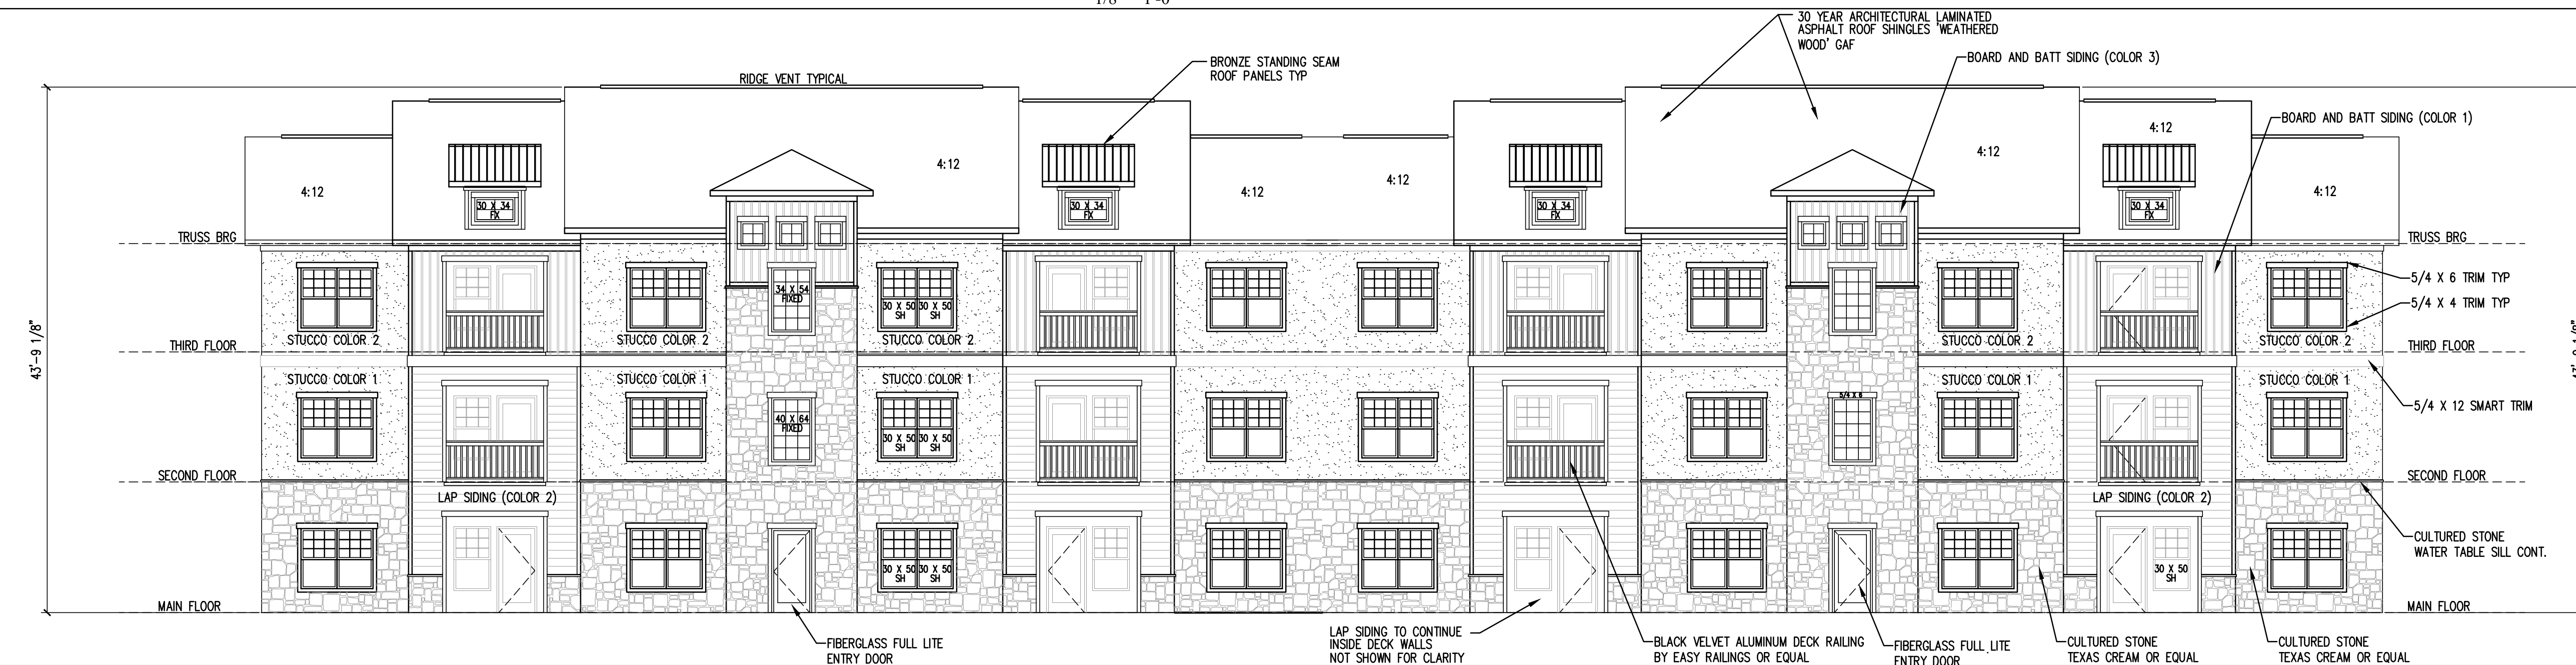 30 YEAR ARCHITECTURAL LAMINATED
ASPHALT ROOF SHINGLES 'WEATHERED
WOOD' GAF
BRONZE STANDING SEAM
ROOF PANELS TYP
BOARD AND BATT SIDING (COLOR 3)
RIDGE VENT TYPICAL
BOARD AND BATT SIDING (COLOR 1)
4:12
4:12
4:12
4:12
4:12
4:12
4:12
30 X 34
FX
30 X 34
FX
30 X 34
FX
30 X 34
FX
TRUSS BRG
TRUSS BRG
5/4 X 6 TRIM TYP
34 X 54
FIXED
30 X 50 30 X 50
SH SH
5/4 X 4 TRIM TYP
STUCCO COLOR 2
STUCCO COLOR 2
STUCCO COLOR 2
STUCCO COLOR 2
STUCCO COLOR 2
THIRD FLOOR
THIRD FLOOR
43'-9 1/8"
STUCCO COLOR 1
STUCCO COLOR 1
STUCCO COLOR 1
STUCCO COLOR 1
STUCCO COLOR 1
5/4 X 6
5/4 X 12 SMART TRIM
40 X 64
FIXED
30 X 50 30 X 50
SH SH
SECOND FLOOR
SECOND FLOOR
LAP SIDING (COLOR 2)
LAP SIDING (COLOR 2)
CULTURED STONE
WATER TABLE SILL CONT.
30 X 50 30 X 50
SH SH
30 X 50
SH
MAIN FLOOR
MAIN FLOOR
FIBERGLASS FULL LITE
ENTRY DOOR
LAP SIDING TO CONTINUE
INSIDE DECK WALLS
NOT SHOWN FOR CLARITY
BLACK VELVET ALUMINUM DECK RAILING
BY EASY RAILINGS OR EQUAL
FIBERGLASS FULL LITE
ENTRY DOOR
CULTURED STONE
TEXAS CREAM OR EQUAL
CULTURED STONE
TEXAS CREAM OR EQUAL